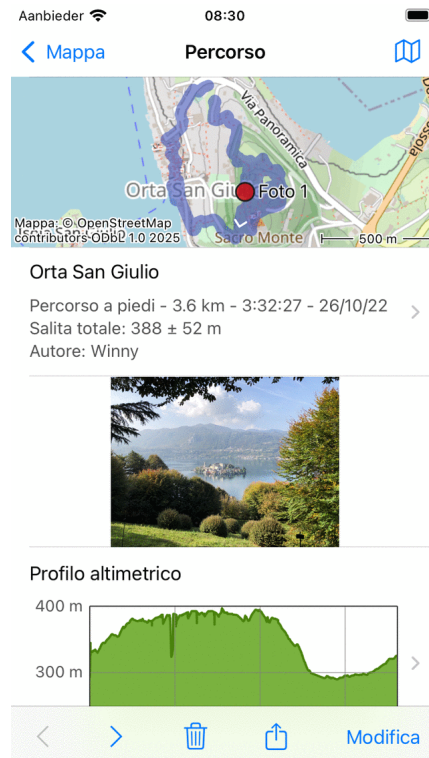 Aanbieder 08:30
Mappa Percorso
Via Panoramica
Orta San Giu
Foto 1
Mappa: © OpenStreetMap
contributors ODbL 1.0 2025
Sacro Monte
500 m
Orta San Giulio
Percorso a piedi - 3.6 km - 3:32:27 - 26/10/22
Salita totale: 388 ± 52 m
Autore: Winny
Profilo altimetrico
400 m
300 m
Modifica